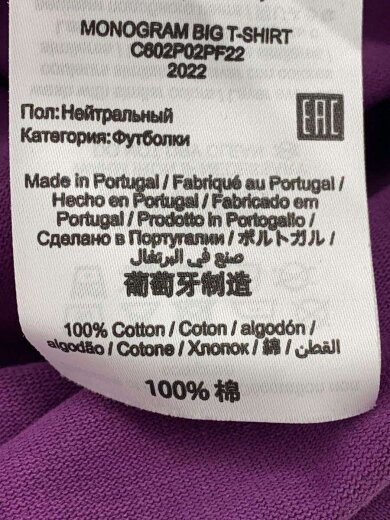 MONOGRAM BIG T-SHIRT
C602P02PF22
2022
Пол: Нейтральный
Категория: Футболки
EAC
Made in Portugal / Fabriqué au Portugal /
Hecho en Portugal / Fabricado em
Portugal / Prodotto in Portogallo /
Сделано в Португалии / ポルトガル /
صنع في البرتغال
葡萄牙制造
100% Cotton / Coton / algodón /
algodão / Cotone / Хлопок / 綿 / القطن /
100% 棉